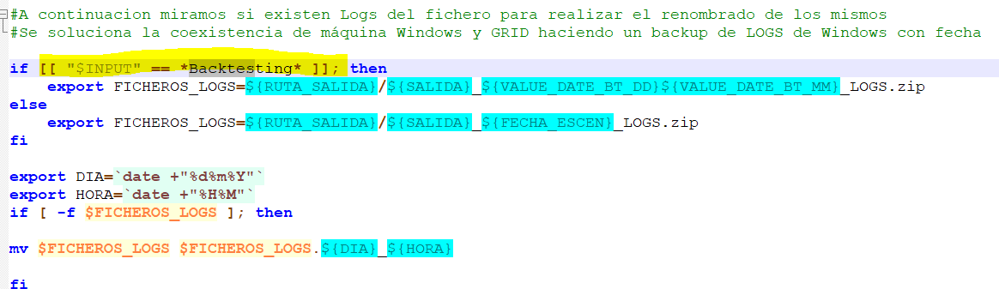 #A continuacion miramos si existen Logs del fichero para realizar el renombrado de los mismos
#Se soluciona la coexistencia de máquina Windows y GRID haciendo un backup de LOGS de Windows con fecha
if [[ "$INPUT" == *Backtesting* ]]; then
export FICHEROS_LOGS=${RUTA_SALIDA}/${SALIDA}_${VALUE_DATE_BT_DD}${VALUE_DATE_BT_MM}_LOGS.zip
else
export FICHEROS_LOGS=${RUTA_SALIDA}/${SALIDA}_${FECHA_ESCEN}_LOGS.zip
fi
export DIA=`date +"%d%m%Y"`
export HORA=`date +"%H%M"`
if [ -f $FICHEROS_LOGS ]; then
mv $FICHEROS_LOGS $FICHEROS_LOGS.${DIA}_${HORA}
fi